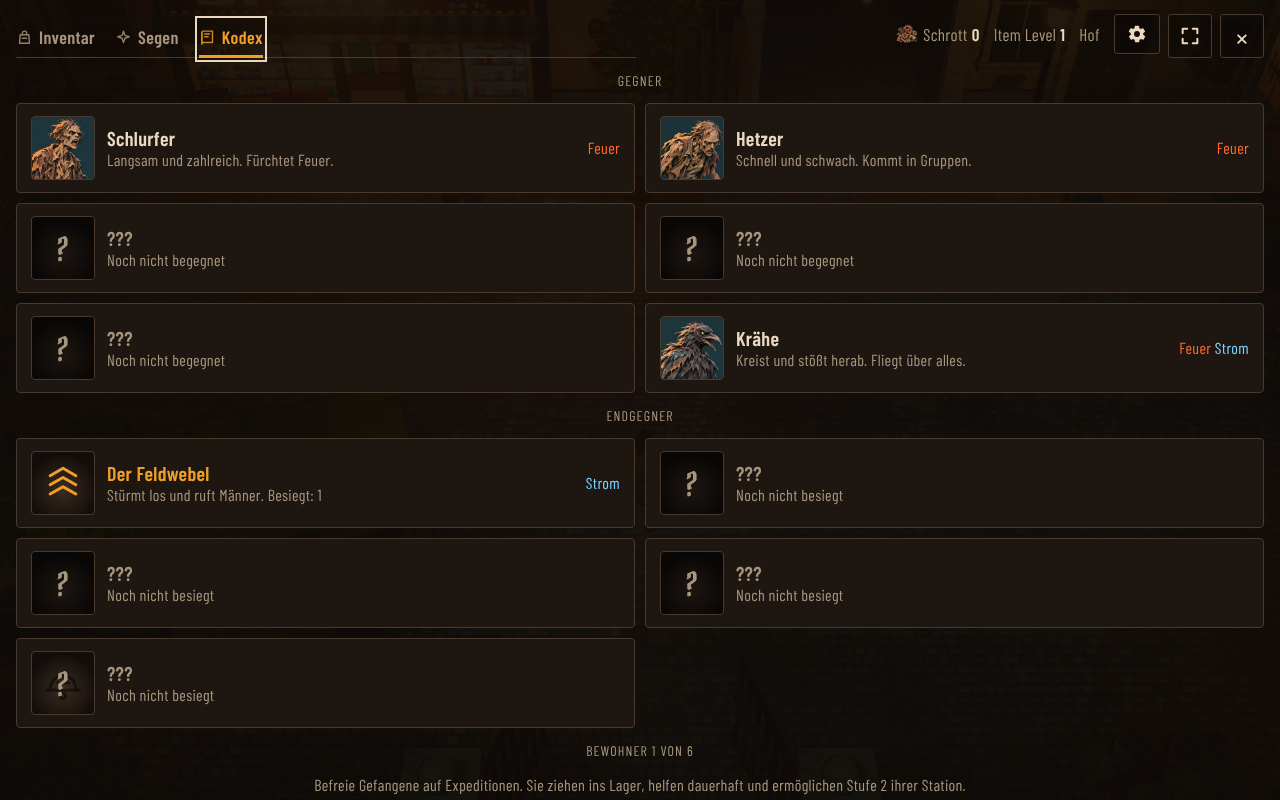 Inventar Segen Kodex Schrott 0 Item Level 1 Hof
GEGNER
Schlurfer
Langsam und zahlreich. Fürchtet Feuer.
Feuer
Hetzer
Schnell und schwach. Kommt in Gruppen.
Feuer
?
???
Noch nicht begegnet
?
???
Noch nicht begegnet
?
???
Noch nicht begegnet
Krähe
Kreist und stößt herab. Fliegt über alles.
Feuer Strom
ENDGEGNER
Der Feldwebel
Stürmt los und ruft Männer. Besiegt: 1
Strom
?
???
Noch nicht besiegt
?
???
Noch nicht besiegt
?
???
Noch nicht besiegt
?
???
Noch nicht besiegt
BEWOHNER 1 VON 6
Befreie Gefangene auf Expeditionen. Sie ziehen ins Lager, helfen dauerhaft und ermöglichen Stufe 2 ihrer Station.